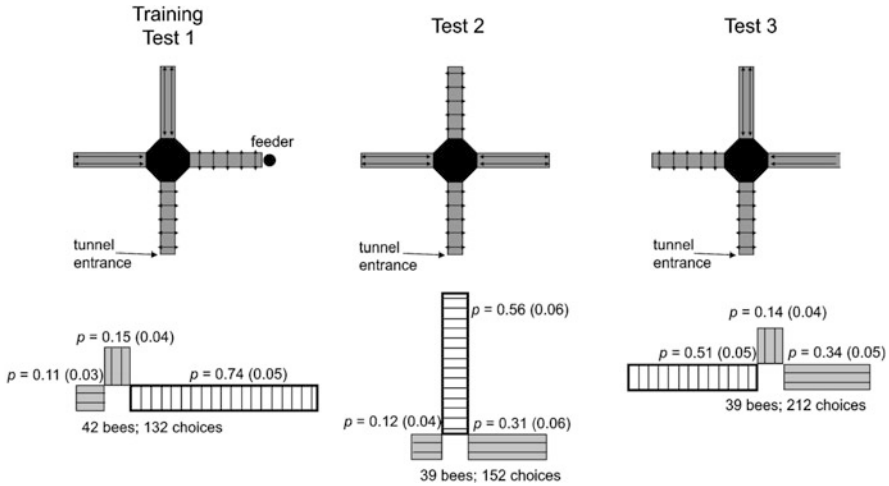 Training
Test 1
Test 2
Test 3
feeder
tunnel
entrance
tunnel
entrance
tunnel
entrance
p = 0.15 (0.04)
p = 0.11 (0.03)
p = 0.74 (0.05)
42 bees; 132 choices
p = 0.56 (0.06)
p = 0.12 (0.04)
p = 0.31 (0.06)
39 bees; 152 choices
p = 0.14 (0.04)
p = 0.51 (0.05)
p = 0.34 (0.05)
39 bees; 212 choices